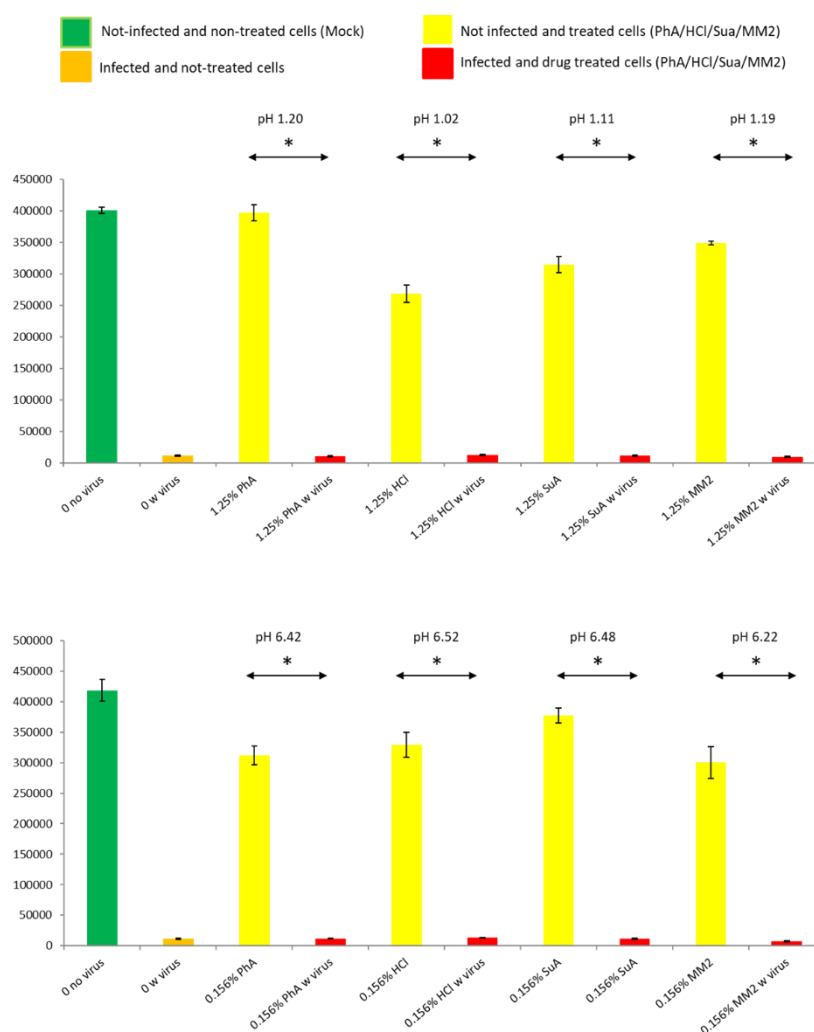 Not-infected and non-treated cells (Mock)
Not infected and treated cells (PhA/HCl/Sua/MM2)
Infected and not-treated cells
Infected and drug treated cells (PhA/HCl/Sua/MM2)
pH 1.20
pH 1.02
pH 1.11
pH 1.19
*
*
*
*
450000
400000
350000
300000
250000
200000
150000
100000
50000
0
0 no virus
0 w virus
1.25% PhA
1.25% PhA w virus
1.25% HCl
1.25% HCl w virus
1.25% SuA
1.25% SuA w virus
1.25% MM2
1.25% MM2 w virus
pH 6.42
pH 6.52
pH 6.48
pH 6.22
*
*
*
*
500000
450000
400000
350000
300000
250000
200000
150000
100000
50000
0
0 no virus
0 w virus
0.156% PhA
0.156% PhA w virus
0.156% HCl
0.156% HCl w virus
0.156% SuA
0.156% SuA
0.156% MM2
0.156% MM2 w virus